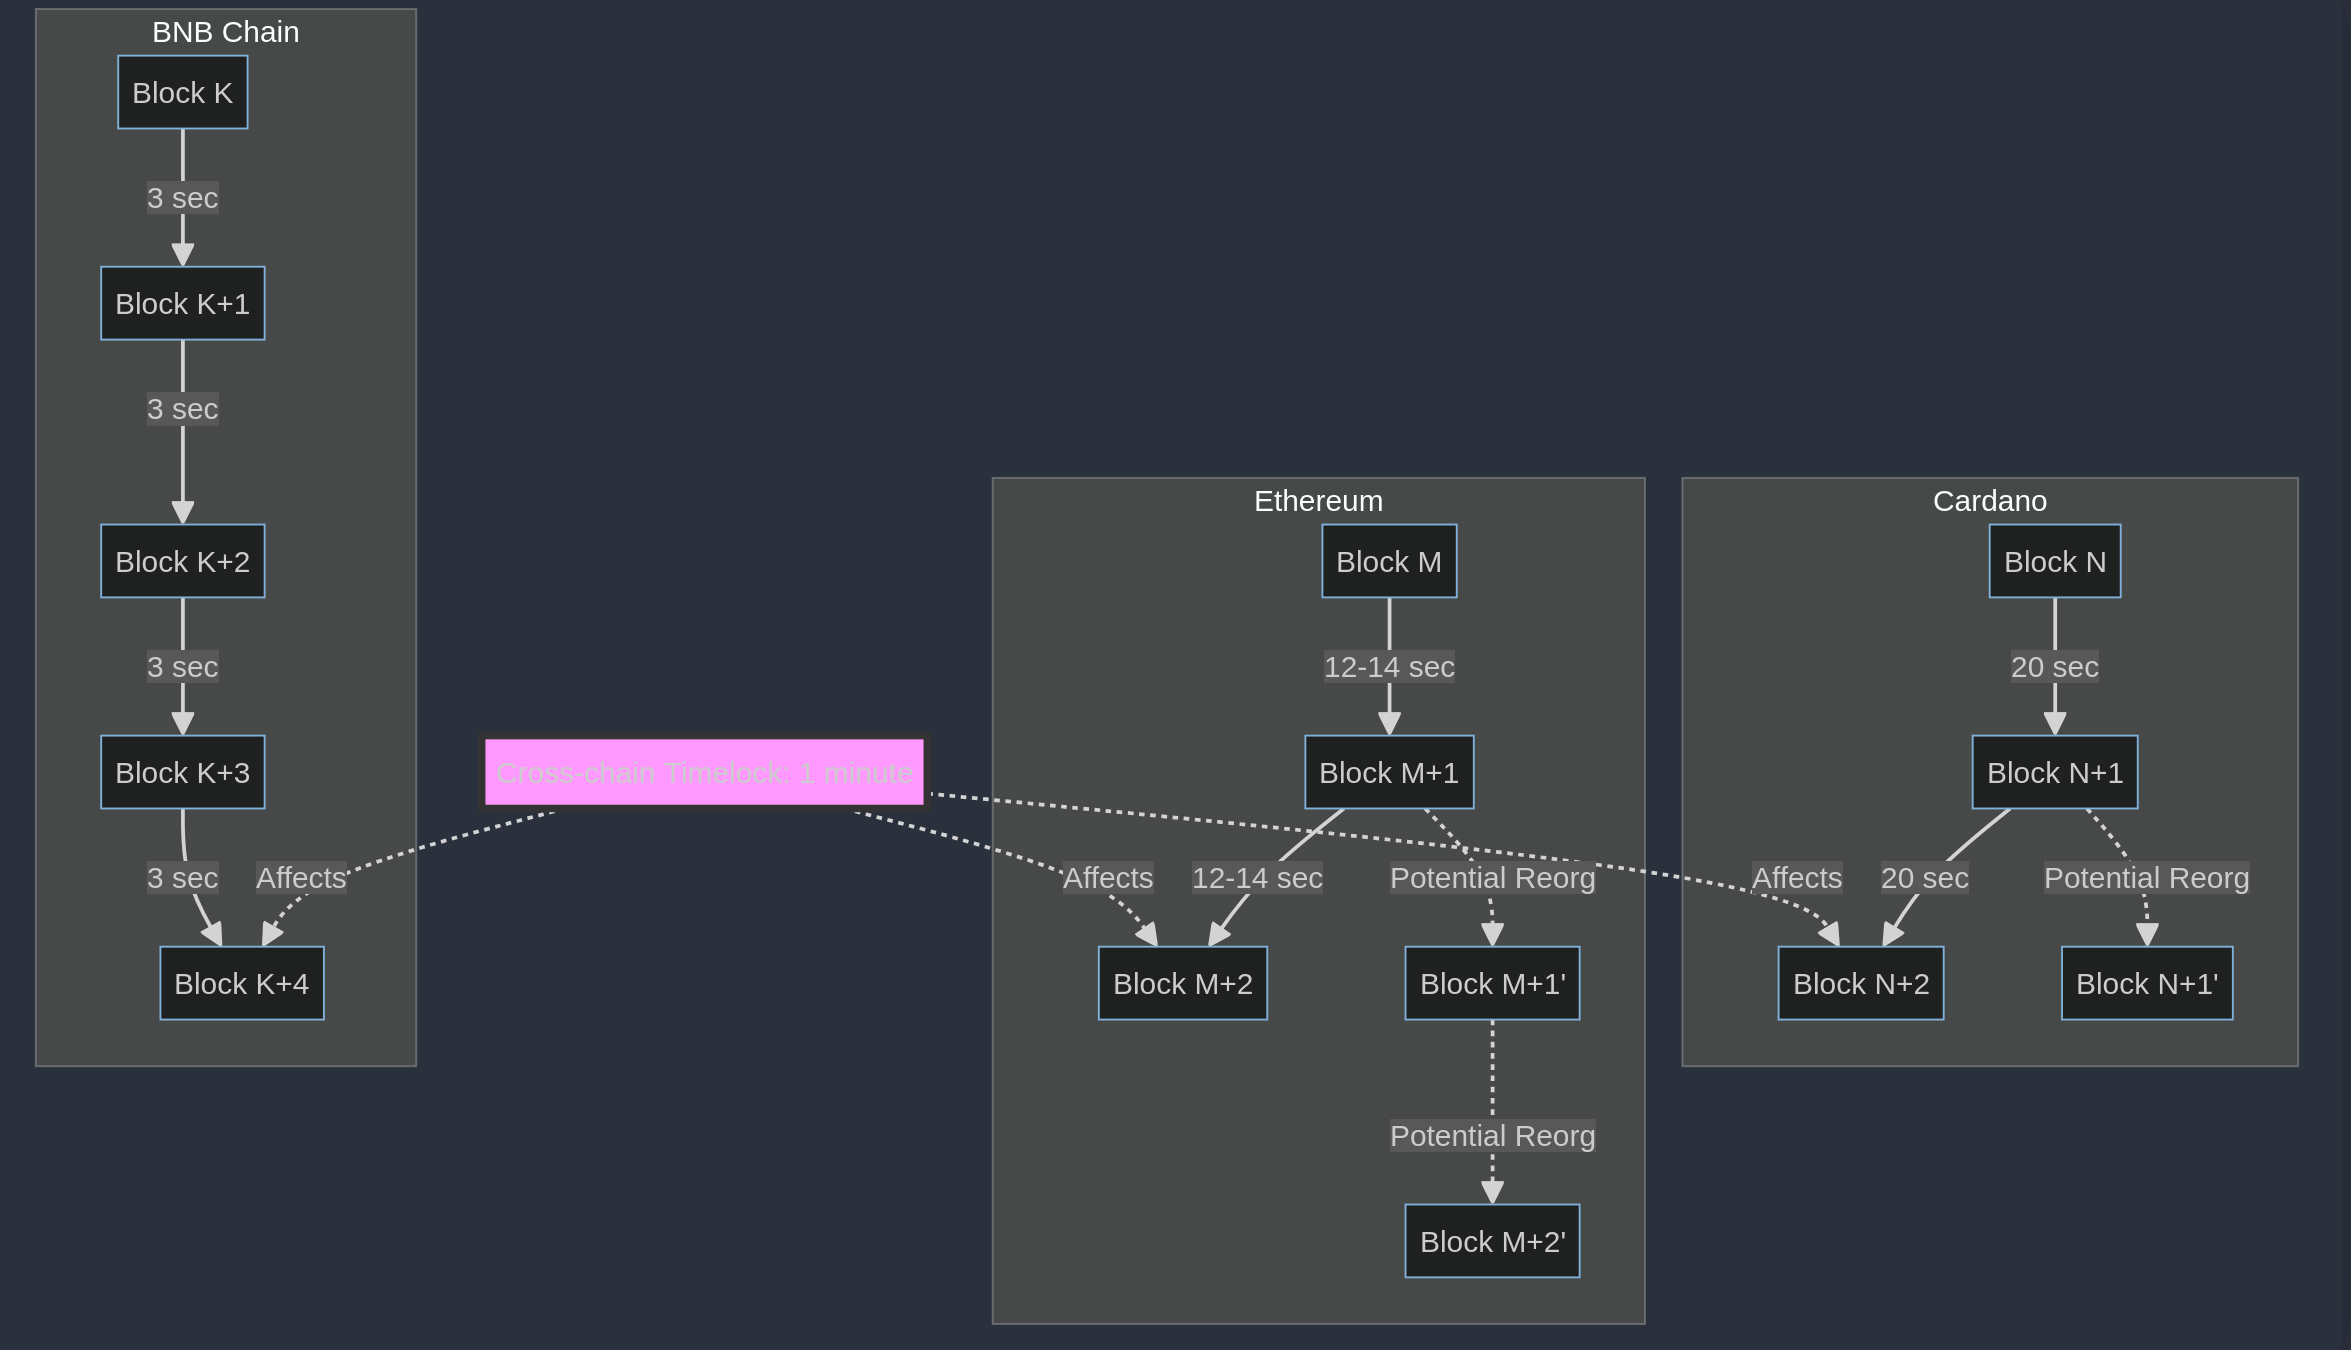 BNB Chain
Block K
3 sec
Block K+1
3 sec
Block K+2
3 sec
Block K+3
3 sec
Affects
Block K+4
Cross-chain Timelock: 1 minute
Ethereum
Block M
12-14 sec
Block M+1
Affects
12-14 sec
Potential Reorg
Block M+2
Block M+1'
Potential Reorg
Block M+2'
Cardano
Block N
20 sec
Block N+1
Affects
20 sec
Potential Reorg
Block N+2
Block N+1'